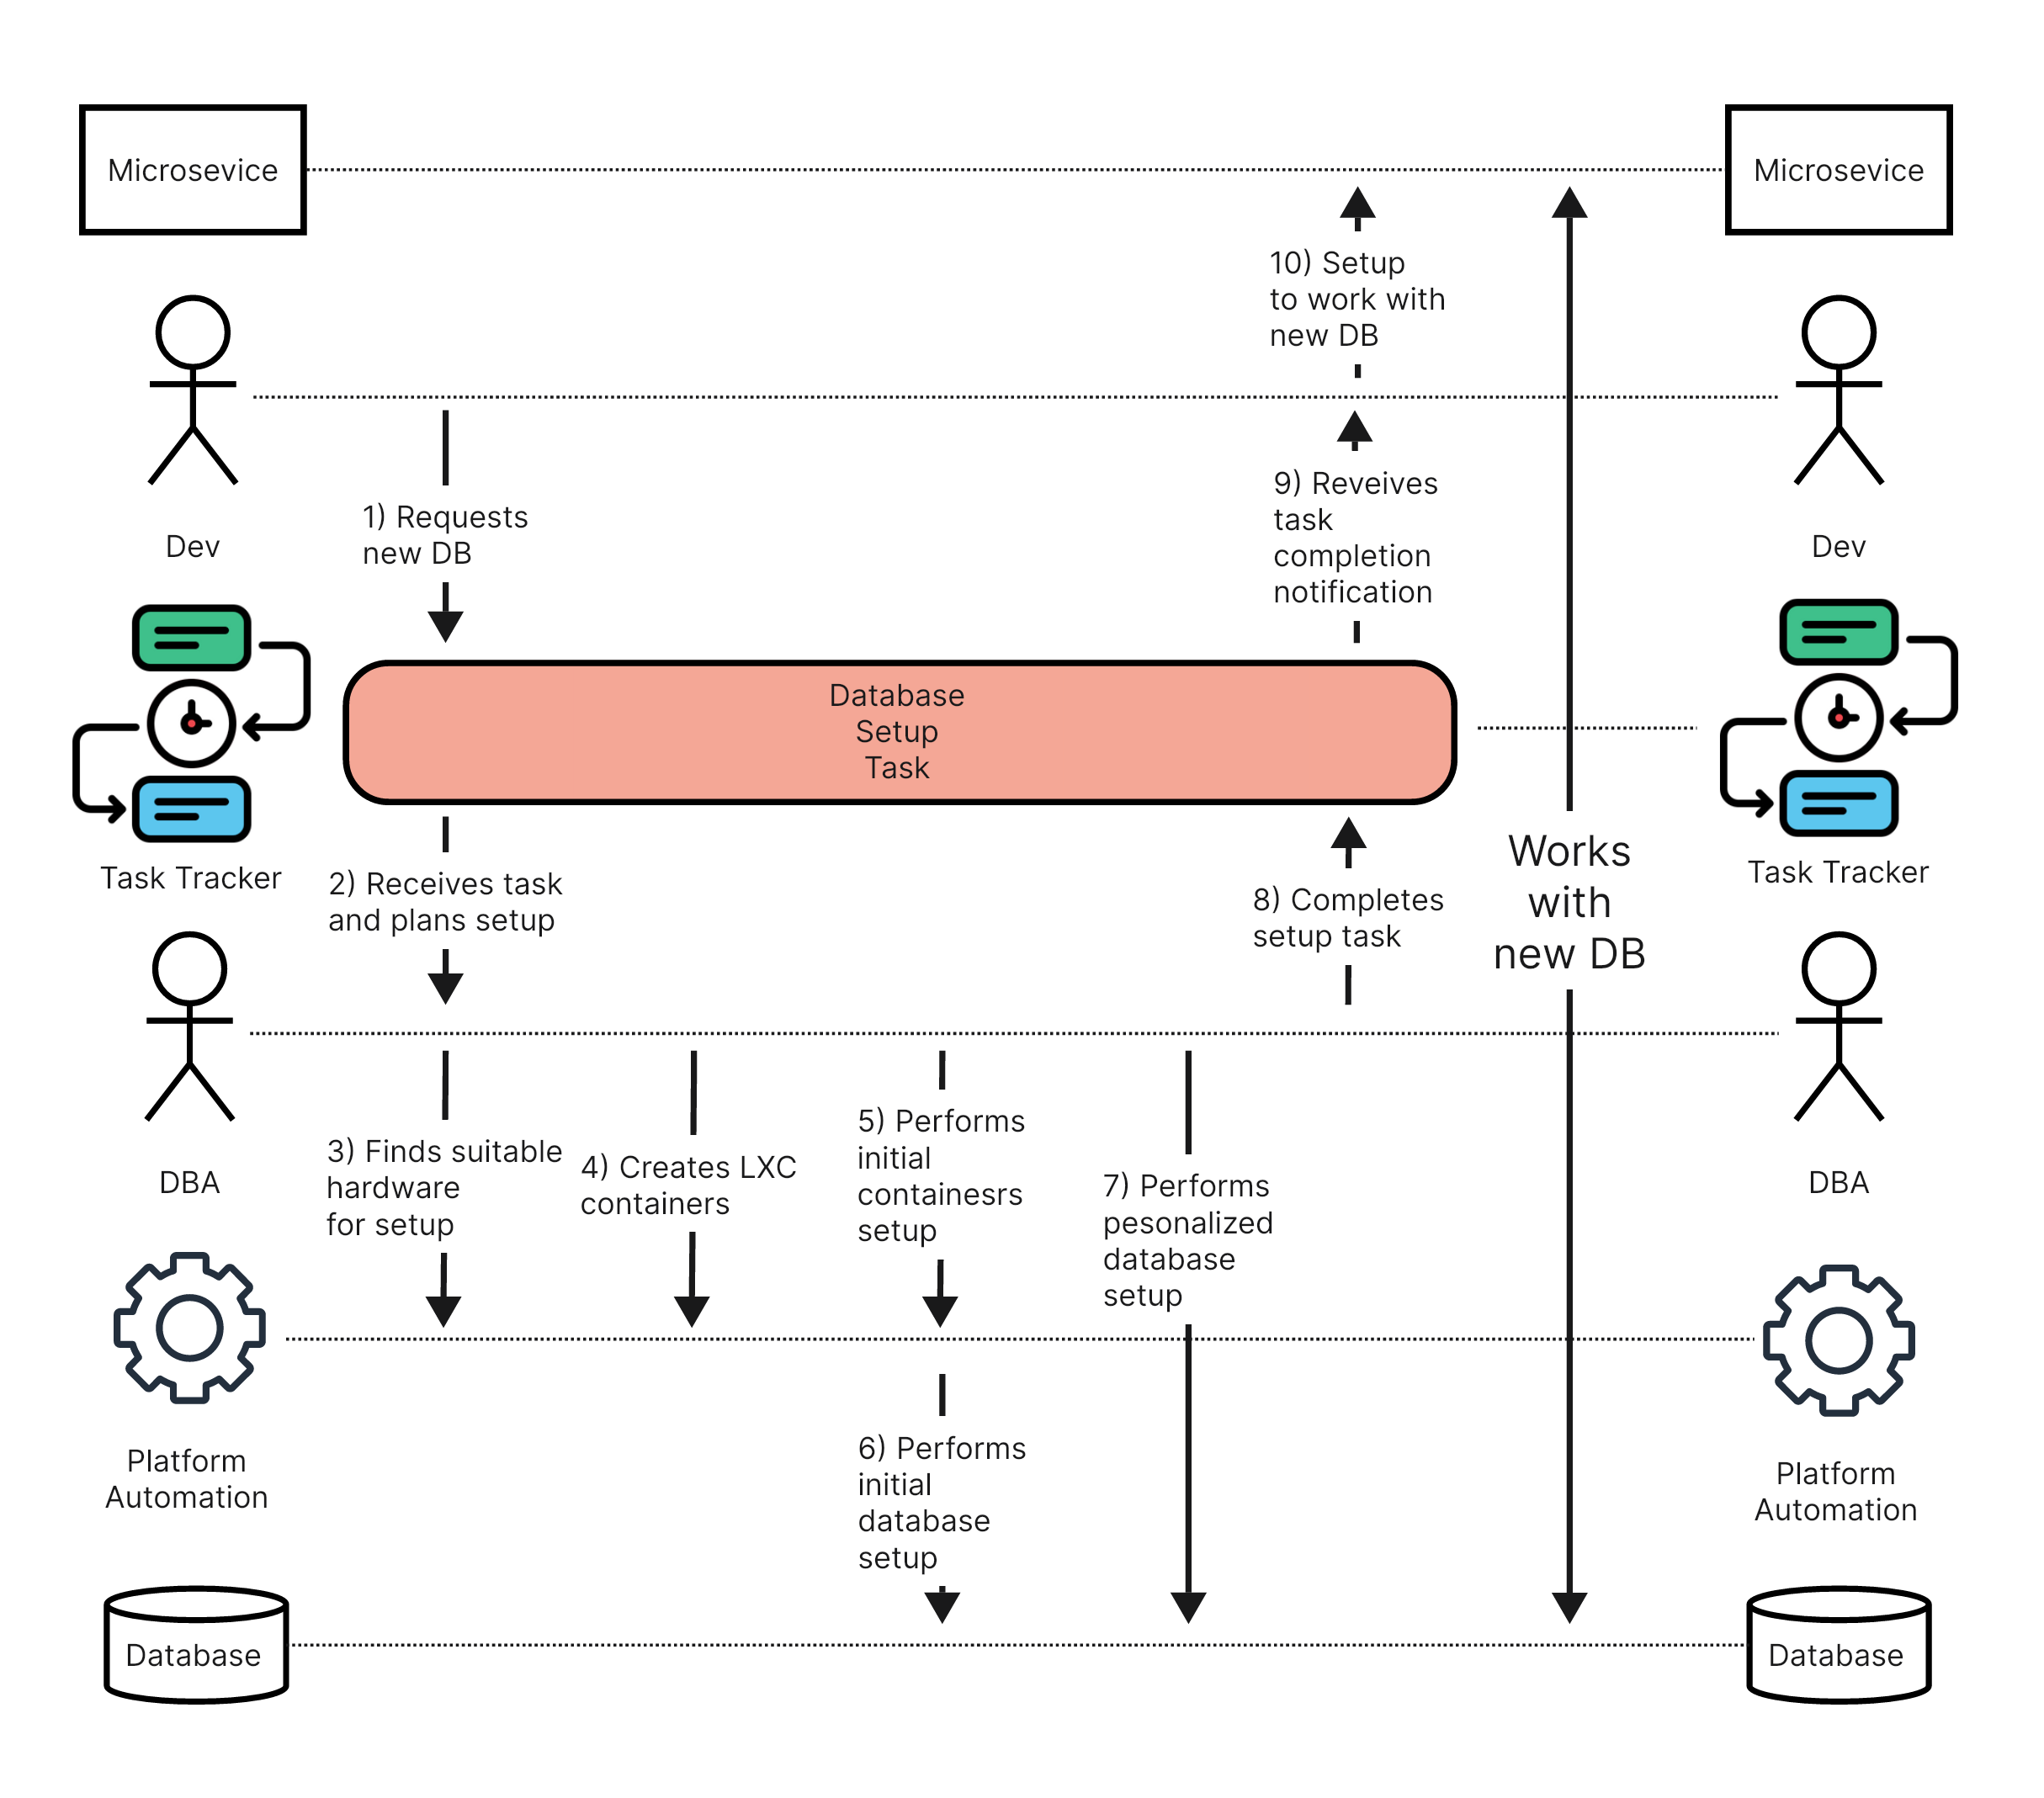 Microsevice
Microsevice
10) Setup
to work with
new DB
Dev
1) Requests
new DB
9) Reveives
task
completion
notification
Dev
Database
Setup
Task
Task Tracker
2) Receives task
and plans setup
8) Completes
setup task
Works
with
new DB
Task Tracker
DBA
3) Finds suitable
hardware
for setup
4) Creates LXC
containers
5) Performs
initial
containesrs
setup
7) Performs
pesonalized
database
setup
DBA
Platform
Automation
6) Performs
initial
database
setup
Platform
Automation
Database
Database